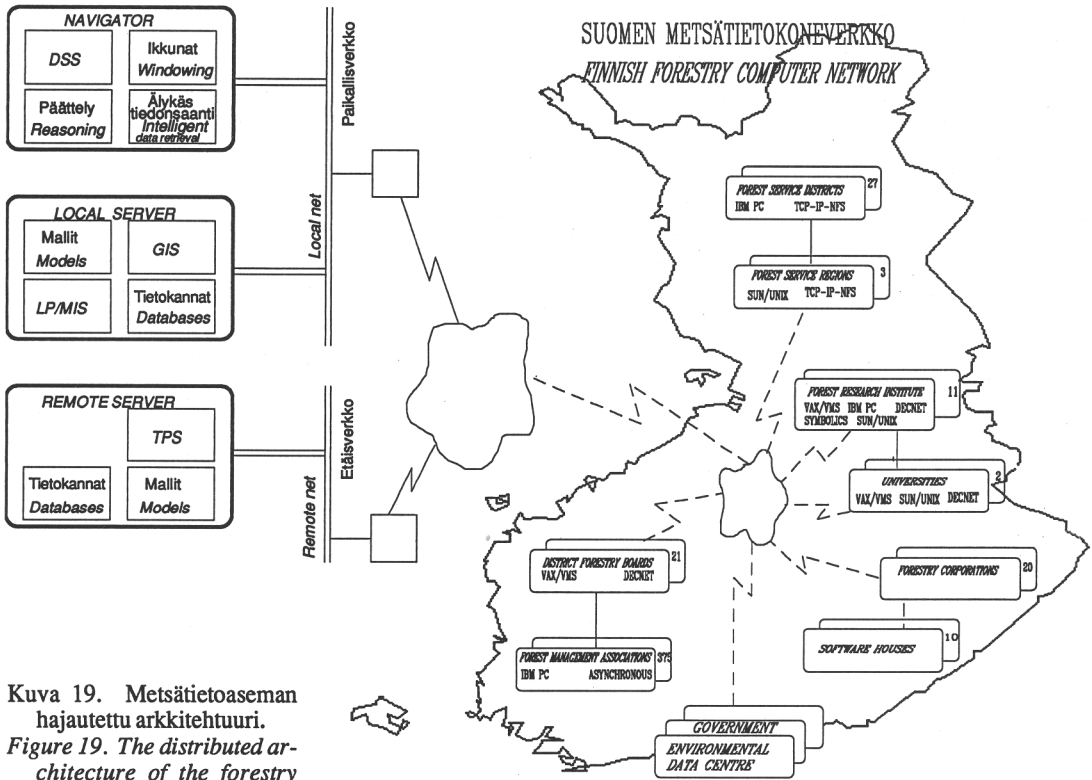 NAVIGATOR
DSS
Ikkunat
Windowing
Päättely
Reasoning
Älykäs
tiedonsaanti
Intelligent
data retrieval
LOCAL SERVER
Mallit
Models
GIS
LP/MIS
Tietokannat
Databases
REMOTE SERVER
TPS
Tietokannat
Databases
Mallit
Models
Paikallisverkko
Local net
Etäisverkko
Remote net
SUOMEN METSÄTIETOKONEVERKKO
FINNISH FORESTRY COMPUTER NETWORK
FOREST SERVICE DISTRICTS 27
IBM PC TCP-IP-NFS
FOREST SERVICE REGIONS 3
SUN/UNIX TCP-IP-NFS
FOREST RESEARCH INSTITUTE 11
VAX/VMS IBM PC DECNET
SYMBOLICS SUN/UNIX
UNIVERSITIES 2
VAX/VMS SUN/UNIX DECNET
DISTRICT FORESTRY BOARDS 21
VAX/VMS DECNET
FORESTRY CORPORATIONS 20
SOFTWARE HOUSES 10
FOREST MANAGEMENT ASSOCIATIONS 375
IBM PC ASYNCHRONOUS
GOVERNMENT
ENVIRONMENTAL
DATA CENTRE
Kuva 19. Metsätietoaseman
hajautettu arkkitehtuuri.
Figure 19. The distributed ar-
chitecture of the forestry